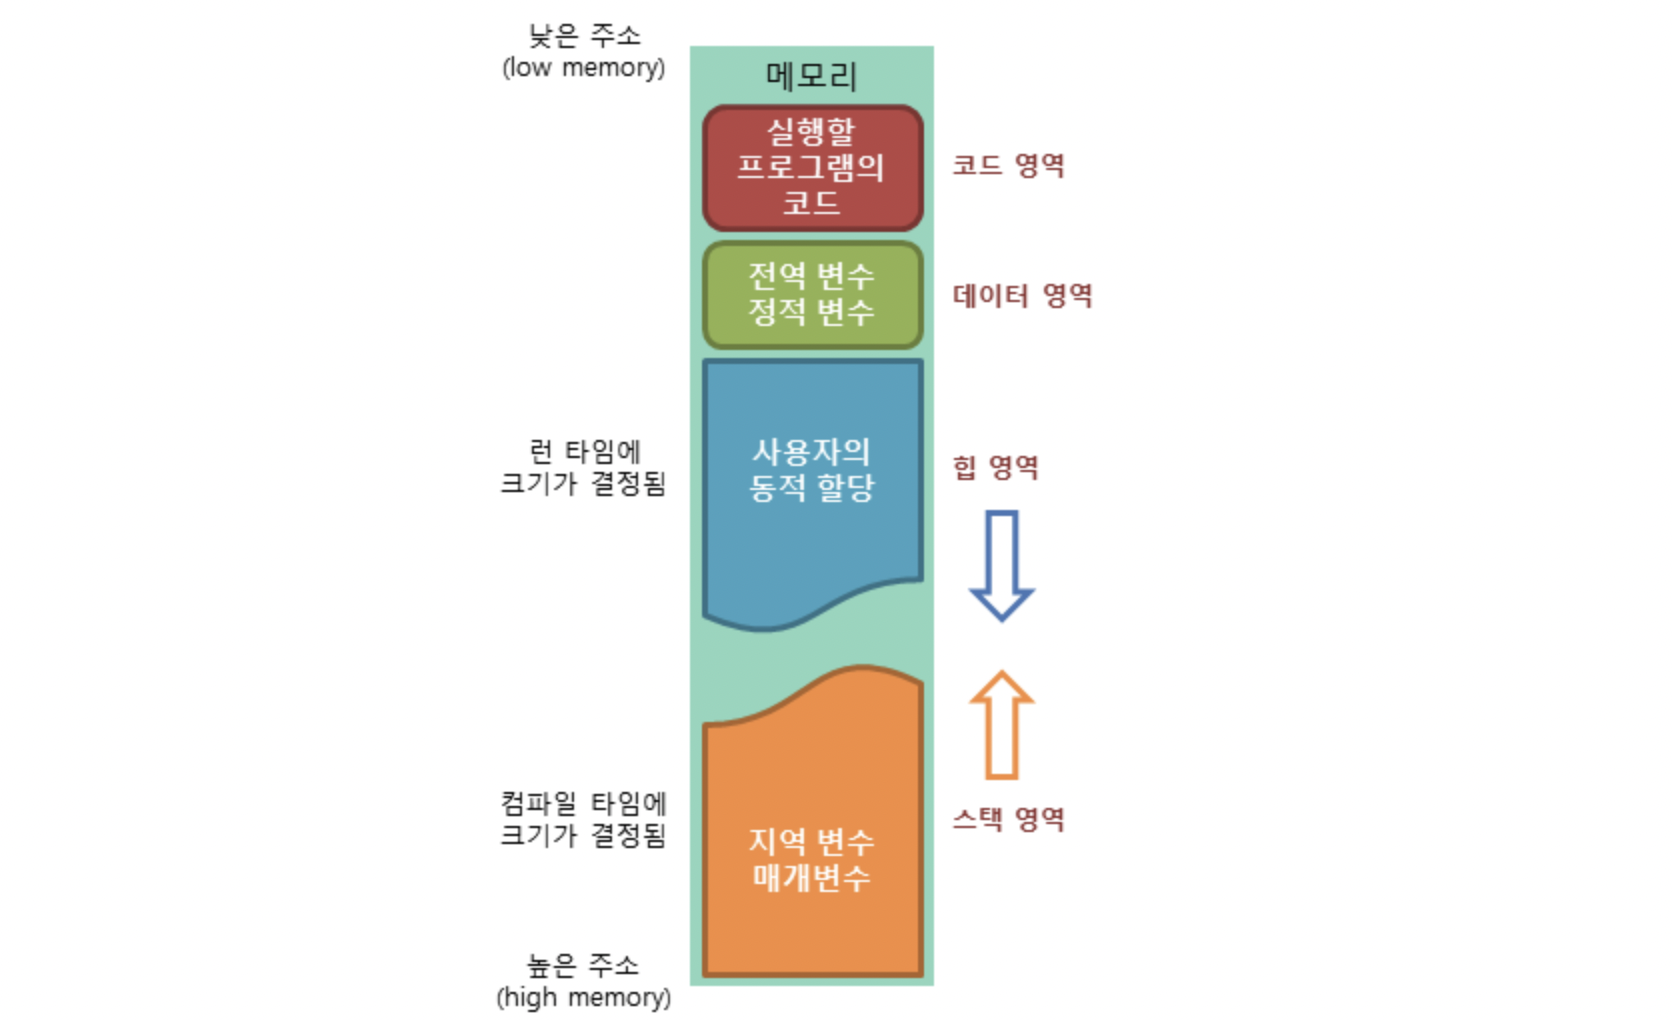 낮은 주소
(low memory)
메모리
실행할
프로그램의
코드
코드 영역
전역 변수
정적 변수
데이터 영역
런 타임에
크기가 결정됨
사용자의
동적 할당
힙 영역
컴파일 타임에
크기가 결정됨
지역 변수
매개변수
스택 영역
높은 주소
(high memory)